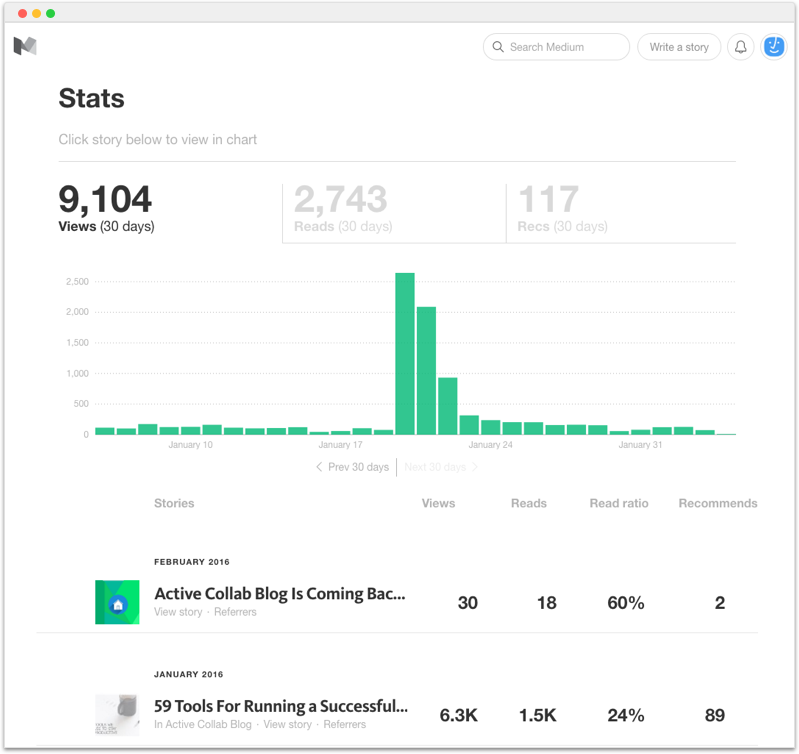 Search Medium
Write a story
Stats
Click story below to view in chart
9,104
2,743
117
Views (30 days)
Reads (30 days)
Recs (30 days)
2,500
2,000
1,500
1,000
500
0
January 10
January 17
January 24
January 31
Prev 30 days
Next 30 days
Stories
Views
Reads
Read ratio
Recommends
FEBRUARY 2016
Active Collab Blog Is Coming Bac...
30
18
60%
2
View story · Referrers
JANUARY 2016
59 Tools For Running a Successful...
6.3K
1.5K
24%
89
In Active Collab Blog · View story · Referrers